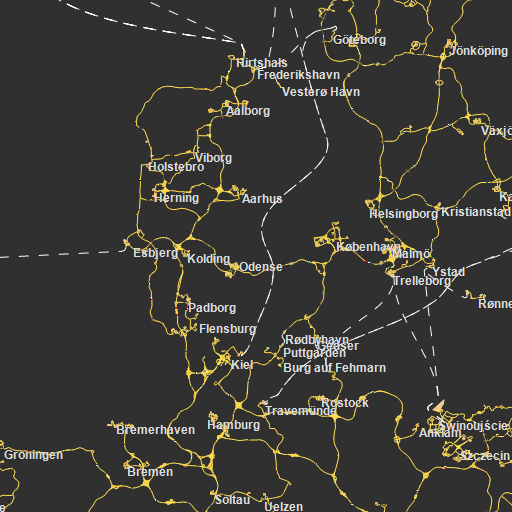 Göteborg
Jönköping
Hirtshals
Frederikshavn
Vesterø Havn
Aalborg
Växjö
Viborg
Holstebro
Herning
Aarhus
Helsingborg
Kristianstad
Esbjerg
Kolding
Odense
København
Malmö
Ystad
Trelleborg
Rønne
Padborg
Flensburg
Rødbyhavn
Gedser
Puttgarden
Kiel
Burg auf Fehmarn
Travemünde
Rostock
Bremerhaven
Hamburg
Anklam
Świnoujście
Groningen
Szczecin
Bremen
Soltau
Uelzen